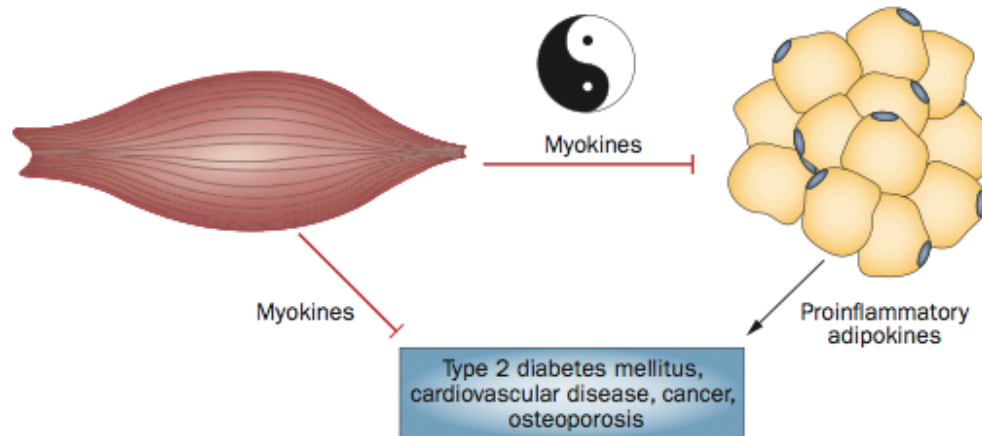 Myokines
Myokines
Proinflammatory
adipokines
Type 2 diabetes mellitus,
cardiovascular disease, cancer,
osteoporosis